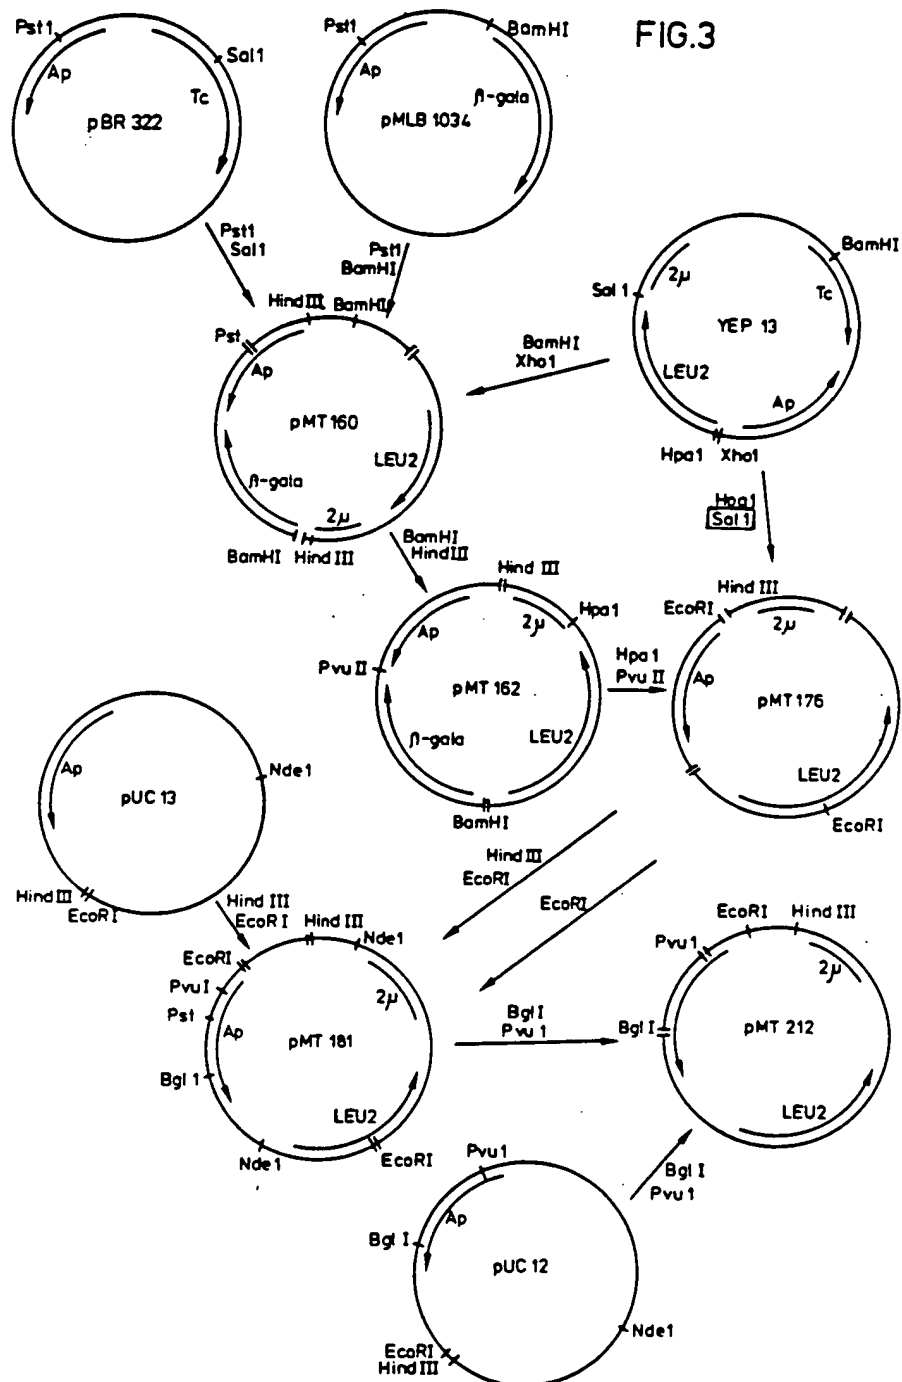 FIG.3
Pst1
Sal1
Ap
Tc
pBR 322
Pst1
BamHI
Ap
β-gala
pMLB 1034
Pst1
Sal1
Pst1
BamHI
BamHI
Sal 1
2µ
Tc
YEP 13
LEU2
Ap
Hpa1
Xho1
BamHI
Xho1
Hind III
BamHI
Pst
Ap
pMT160
LEU2
β-gala
2µ
BamHI
Hind III
BamHI
Hind III
Hpa1
Sal 1
Hind III
Hpa1
2µ
Ap
Pvu II
pMT 162
LEU2
β-gala
BamHI
Hpa1
Pvu II
Hind III
EcoRI
2µ
Ap
pMT176
LEU2
EcoRI
Ap
Nde1
pUC 13
Hind III
EcoRI
Hind III
EcoRI
Hind III
EcoRI
EcoRI
Hind III
Nde1
EcoRI
PvuI
Pst
2µ
Ap
pMT 181
Bgl 1
LEU2
Nde1
EcoRI
Bgl I
Pvu 1
EcoRI
Hind III
Pvu1
2µ
Bgl I
pMT 212
LEU2
Bgl I
Pvu1
Pvu1
Ap
Bgl I
pUC 12
Nde1
EcoRI
Hind III